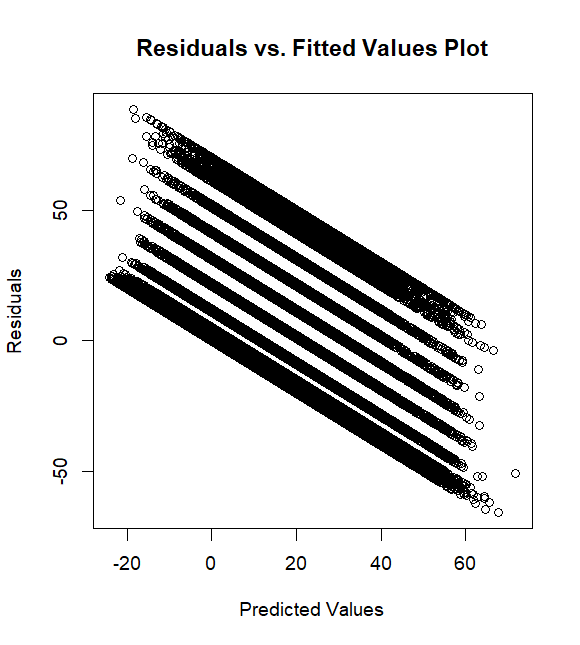 Residuals vs. Fitted Values Plot
50
0
-50
Residuals
-20 0 20 40 60
Predicted Values